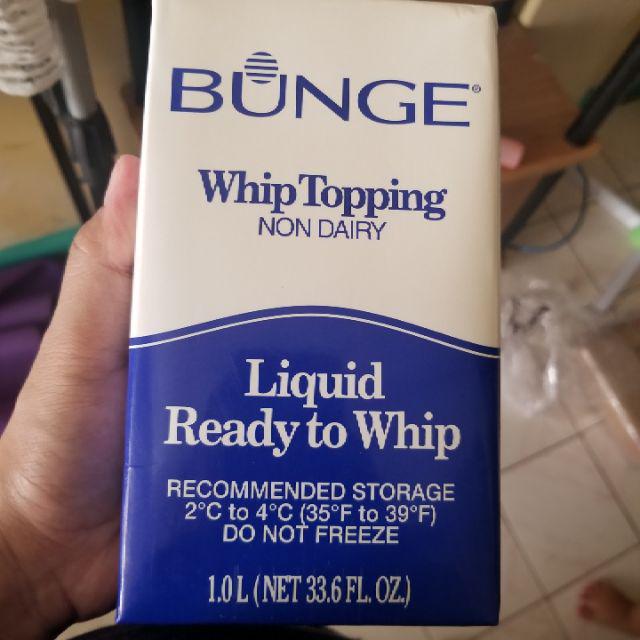 BUNGE®
Whip Topping
NON DAIRY
Liquid
Ready to Whip
RECOMMENDED STORAGE
2°C to 4°C (35°F to 39°F)
DO NOT FREEZE
1.0 L (NET 33.6 FL. OZ.)